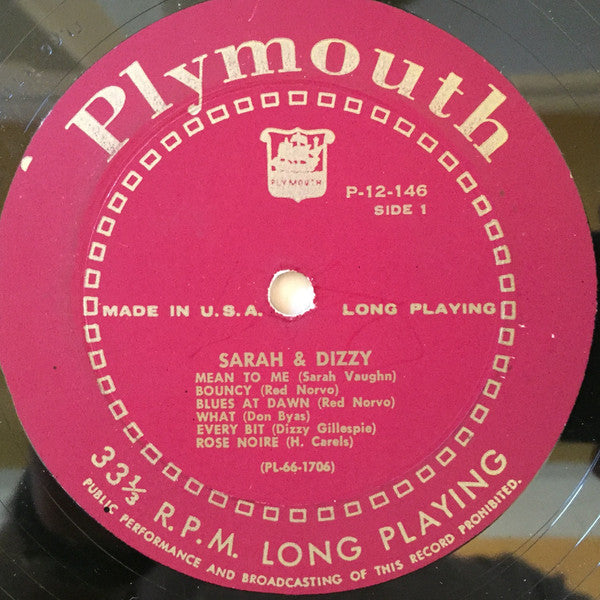 Plymouth
PLYMOUTH
P-12-146
SIDE 1
MADE IN U.S.A. LONG PLAYING
SARAH & DIZZY
MEAN TO ME (Sarah Vaughn)
BOUNCY (Red Norvo)
BLUES AT DAWN (Red Norvo)
WHAT (Don Byas)
EVERY BIT (Dizzy Gillespie)
ROSE NOIRE (H. Carels)
(PL-66-1706)
33⅓ R.P.M. LONG PLAYING
PUBLIC PERFORMANCE AND BROADCASTING OF THIS RECORD PROHIBITED.